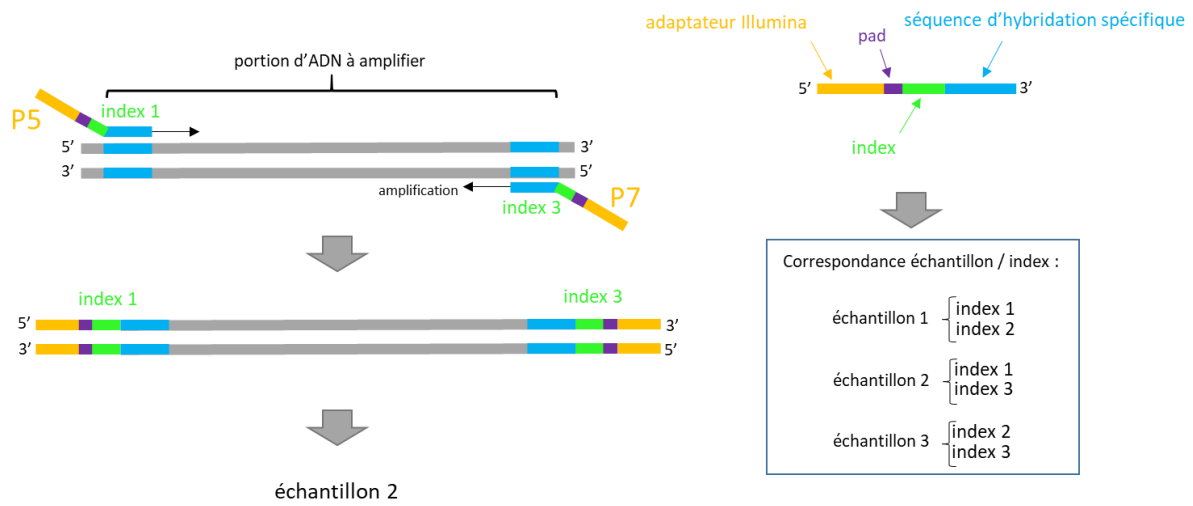 portion d'ADN à amplifier
P5
index 1
5'
3'
3'
5'
amplification
index 3
P7
index 1
index 3
5'
3'
3'
5'
échantillon 2
adaptateur Illumina
pad
séquence d'hybridation spécifique
5'
3'
index
Correspondance échantillon / index :
échantillon 1
index 1
index 2
échantillon 2
index 1
index 3
échantillon 3
index 2
index 3